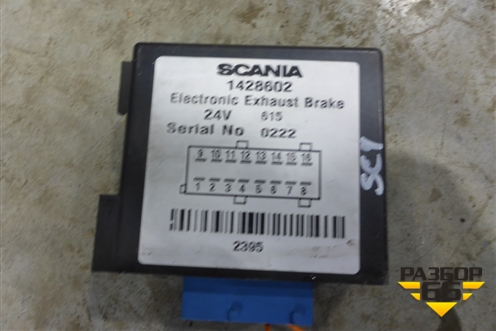 SCANIA
1428602
Electronic Exhaust Brake
24V 615
Serial No 0222
9 10 11 12 13 14 15 16
1 2 3 4 5 6 7 8
2395
SC1
РАЗБОР
65